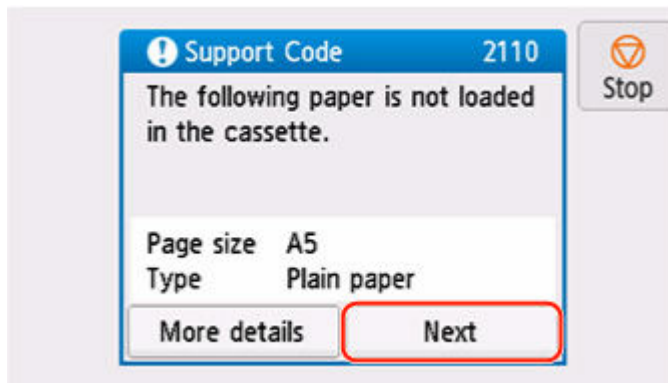 Support Code 2110
Stop
The following paper is not loaded
in the cassette.
Page size A5
Type Plain paper
More details Next